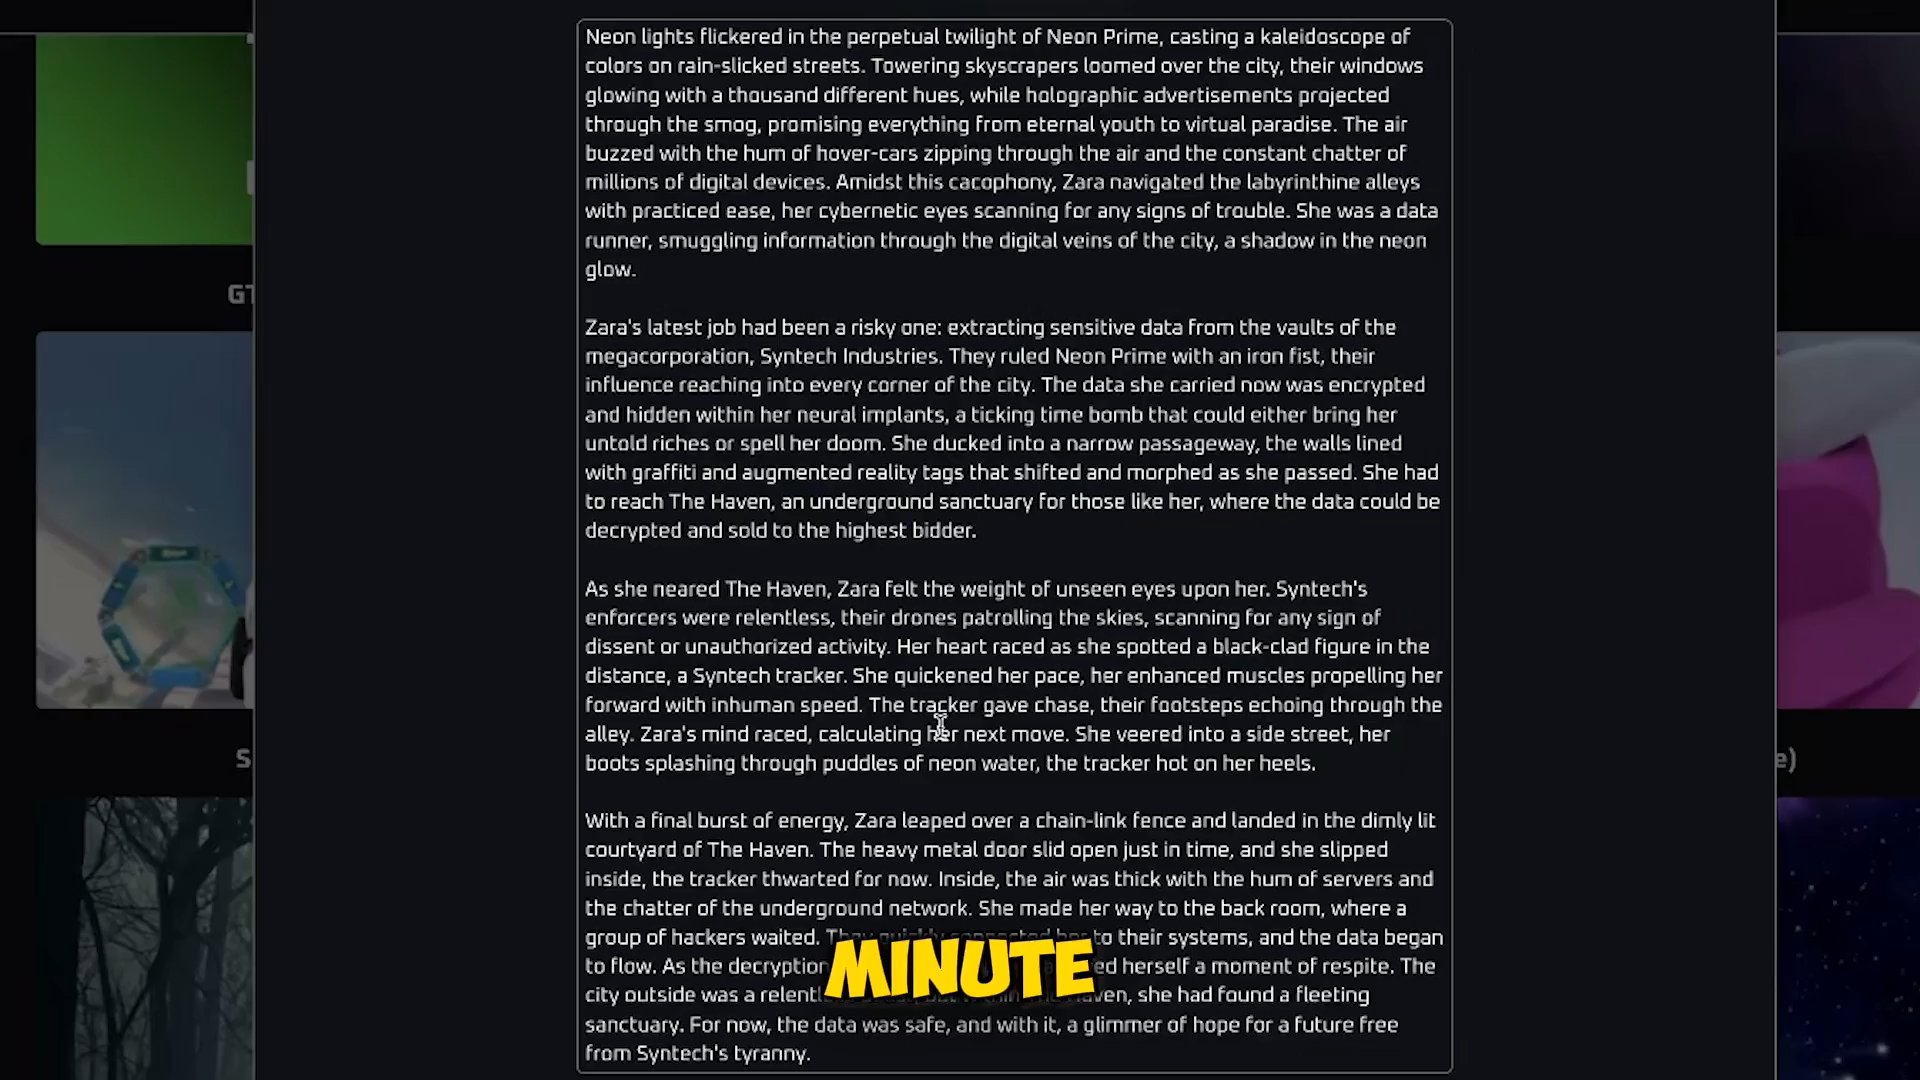 Neon lights flickered in the perpetual twilight of Neon Prime, casting a kaleidoscope of
colors on rain-slicked streets. Towering skyscrapers loomed over the city, their windows
glowing with a thousand different hues, while holographic advertisements projected
through the smog, promising everything from eternal youth to virtual paradise. The air
buzzed with the hum of hover-cars zipping through the air and the constant chatter of
millions of digital devices. Amidst this cacophony, Zara navigated the labyrinthine alleys
with practiced ease, her cybernetic eyes scanning for any signs of trouble. She was a data
runner, smuggling information through the digital veins of the city, a shadow in the neon
glow.
Zara's latest job had been a risky one: extracting sensitive data from the vaults of the
megacorporation, Syntech Industries. They ruled Neon Prime with an iron fist, their
influence reaching into every corner of the city. The data she carried now was encrypted
and hidden within her neural implants, a ticking time bomb that could either bring her
untold riches or spell her doom. She ducked into a narrow passageway, the walls lined
with graffiti and augmented reality tags that shifted and morphed as she passed. She had
to reach The Haven, an underground sanctuary for those like her, where the data could be
decrypted and sold to the highest bidder.
As she neared The Haven, Zara felt the weight of unseen eyes upon her. Syntech's
enforcers were relentless, their drones patrolling the skies, scanning for any sign of
dissent or unauthorized activity. Her heart raced as she spotted a black-clad figure in the
distance, a Syntech tracker. She quickened her pace, her enhanced muscles propelling her
forward with inhuman speed. The tracker gave chase, their footsteps echoing through the
alley. Zara's mind raced, calculating her next move. She veered into a side street, her
boots splashing through puddles of neon water, the tracker hot on her heels.
With a final burst of energy, Zara leaped over a chain-link fence and landed in the dimly lit
courtyard of The Haven. The heavy metal door slid open just in time, and she slipped
inside, the tracker thwarted for now. Inside, the air was thick with the hum of servers and
the chatter of the underground network. She made her way to the back room, where a
group of hackers waited. They quickly connected her to their systems, and the data began
to flow. As the decryption herself a moment of respite. The
city outside was a Haven, she had found a fleeting
sanctuary. For now, the data was safe, and with it, a glimmer of hope for a future free
from Syntech's tyranny.
MINUTE
GT
S
e)